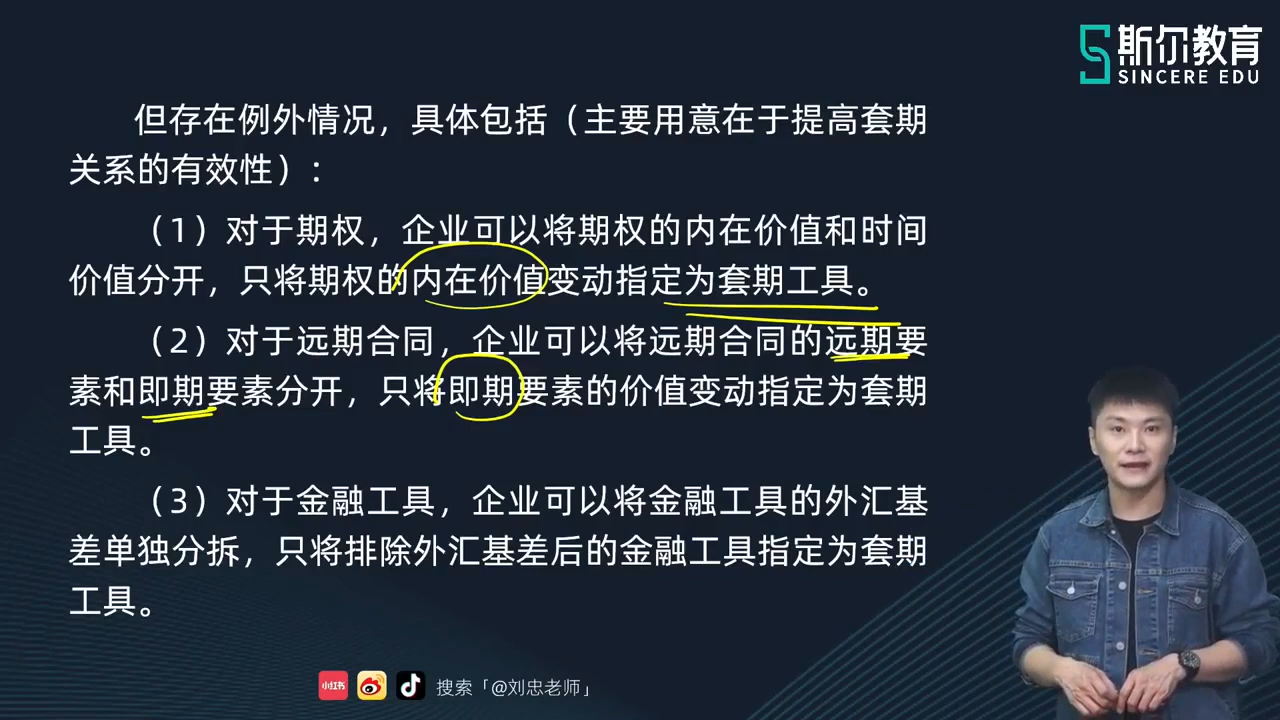 斯尔教育
SINCERE EDU
但存在例外情况，具体包括（主要用意在于提高套期
关系的有效性）：
（1）对于期权，企业可以将期权的内在价值和时间
价值分开，只将期权的内在价值变动指定为套期工具。
（2）对于远期合同，企业可以将远期合同的远期要
素和即期要素分开，只将即期要素的价值变动指定为套期
工具。
（3）对于金融工具，企业可以将金融工具的外汇基
差单独分拆，只将排除外汇基差后的金融工具指定为套期
工具。
小红书 搜索「@刘忠老师」